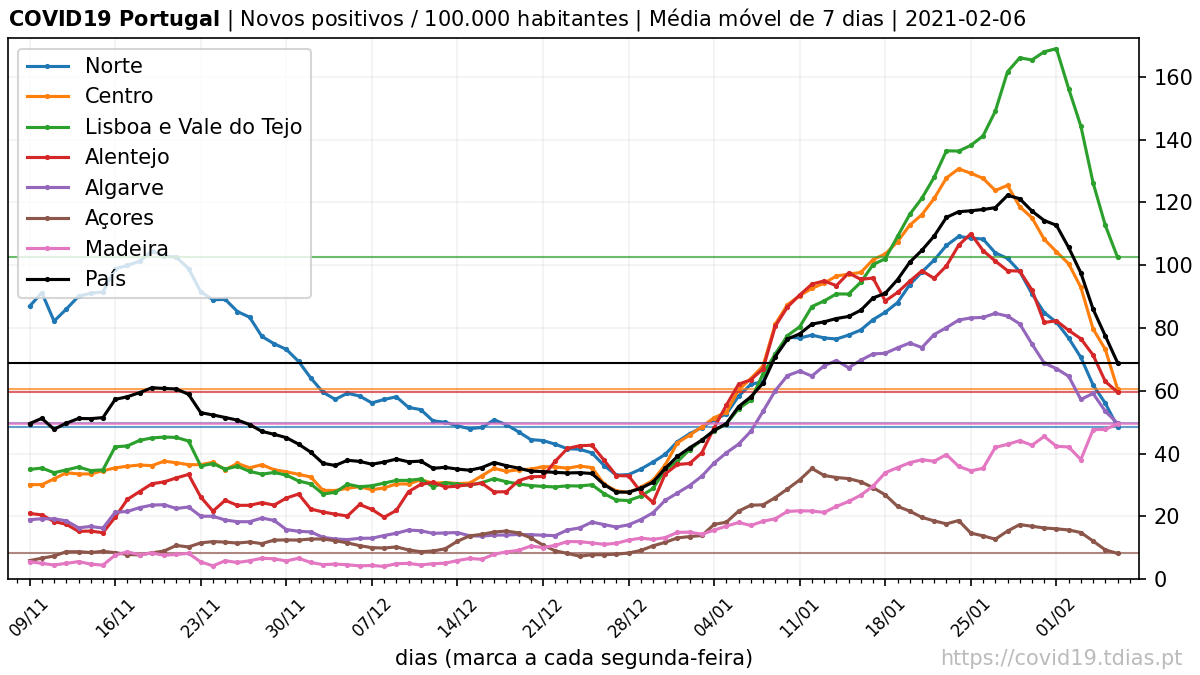 COVID19 Portugal | Novos positivos / 100.000 habitantes | Média móvel de 7 dias | 2021-02-06
Norte
Centro
Lisboa e Vale do Tejo
Alentejo
Algarve
Açores
Madeira
País
160
140
120
100
80
60
40
20
0
09/11
16/11
23/11
30/11
07/12
14/12
21/12
28/12
04/01
11/01
18/01
25/01
01/02
dias (marca a cada segunda-feira)
https://covid19.tdias.pt